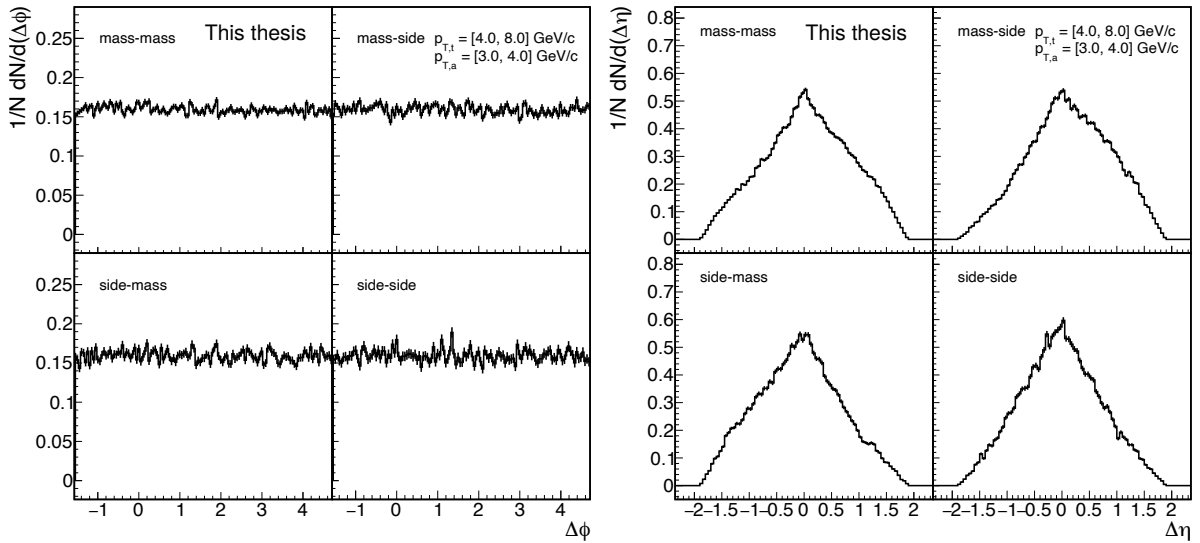 1/N dN/d(Δϕ)
0.25
0.2
0.15
0.1
0.05
0
mass-mass This thesis
mass-side p_T,t = [4.0, 8.0] GeV/c
p_T,a = [3.0, 4.0] GeV/c
0.25
0.2
0.15
0.1
0.05
0
side-mass
side-side
−1 0 1 2 3 4
−1 0 1 2 3 4
Δϕ
1/N dN/d(Δη)
0.8
0.7
0.6
0.5
0.4
0.3
0.2
0.1
0
mass-mass This thesis
mass-side p_T,t = [4.0, 8.0] GeV/c
p_T,a = [3.0, 4.0] GeV/c
0.8
0.7
0.6
0.5
0.4
0.3
0.2
0.1
0
side-mass
side-side
−2−1.5−1−0.5 0 0.5 1 1.5 2
−2−1.5−1−0.5 0 0.5 1 1.5 2
Δη